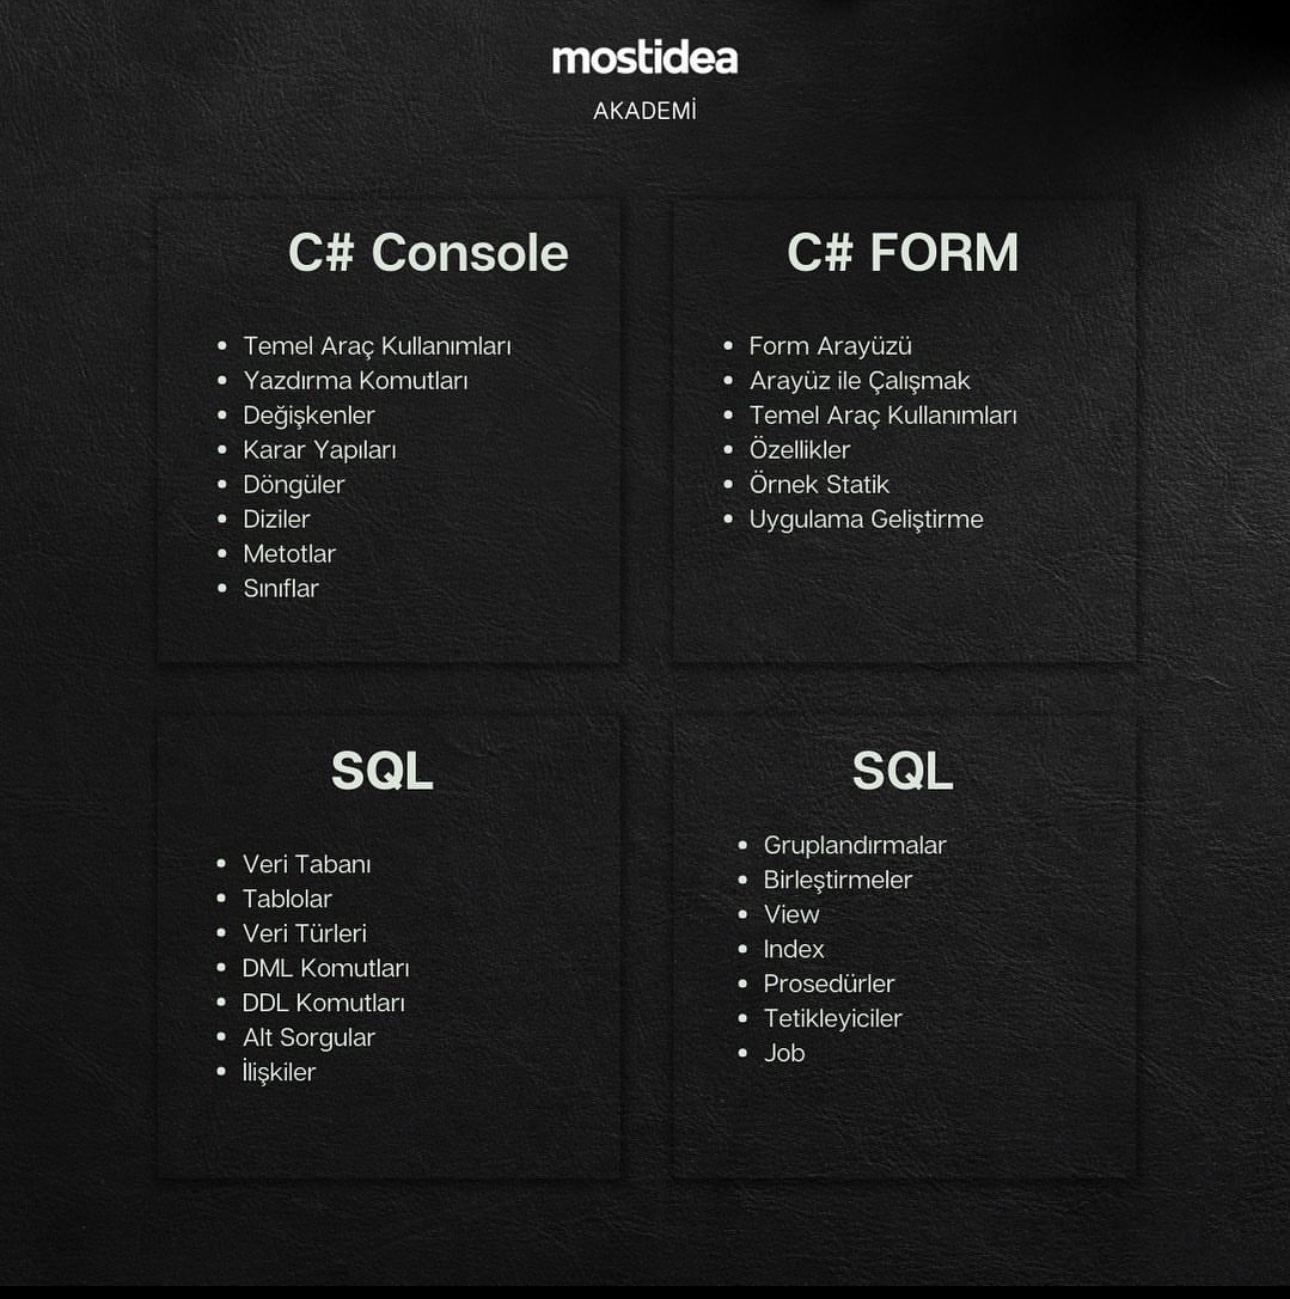 mostidea
AKADEMİ
C# Console
Temel Araç Kullanımları
Yazdırma Komutları
Değişkenler
Karar Yapıları
Döngüler
Diziler
Metotlar
Sınıflar
C# FORM
Form Arayüzü
Arayüz ile Çalışmak
Temel Araç Kullanımları
Özellikler
Örnek Statik
Uygulama Geliştirme
SQL
Veri Tabanı
Tablolar
Veri Türleri
DML Komutları
DDL Komutları
Alt Sorgular
İlişkiler
SQL
Gruplandırmalar
Birleştirmeler
View
Index
Prosedürler
Tetikleyiciler
Job